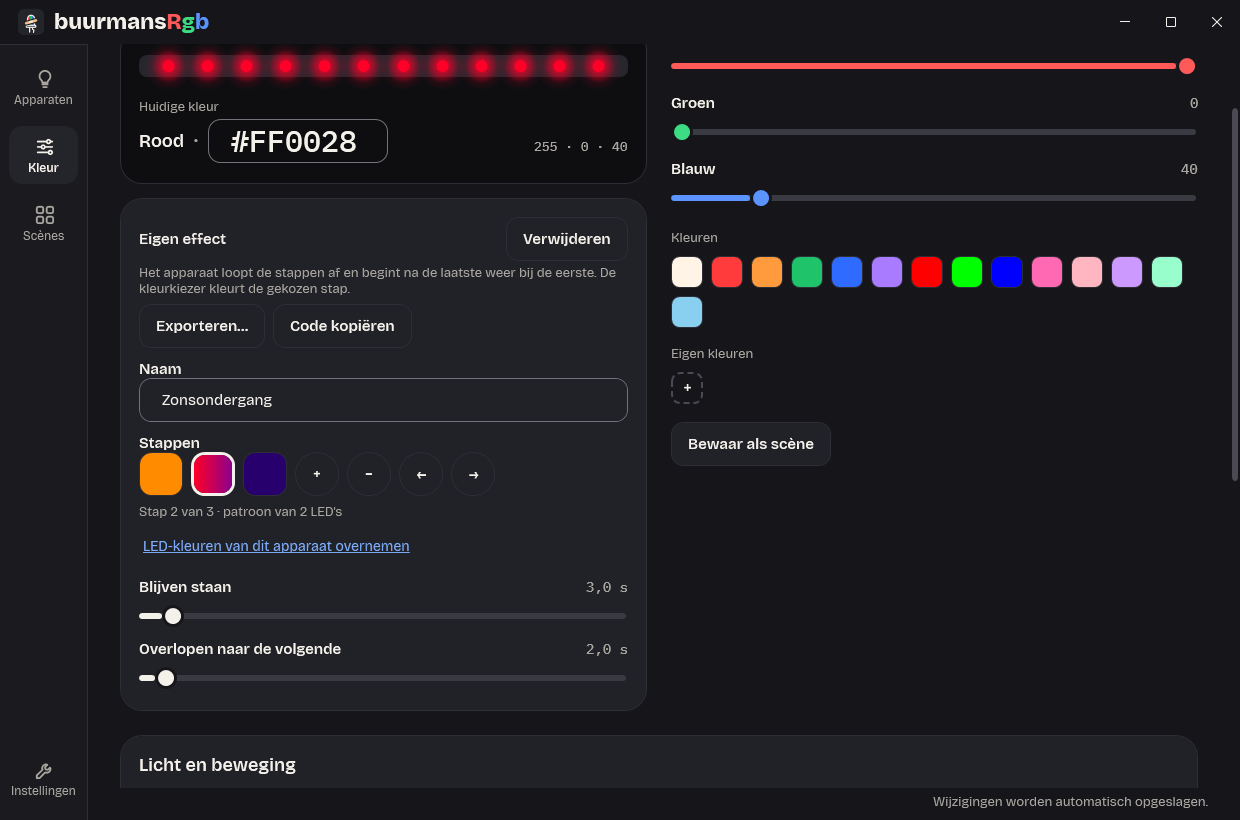 buurmansRgb
Apparaten
Kleur
Scènes
Instellingen
Huidige kleur
Rood · #FF0028
255 · 0 · 40
Eigen effect
Verwijderen
Het apparaat loopt de stappen af en begint na de laatste weer bij de eerste. De
kleurkiezer kleurt de gekozen stap.
Exporteren...
Code kopiëren
Naam
Zonsondergang
Stappen
+ − ← →
Stap 2 van 3 · patroon van 2 LED's
LED-kleuren van dit apparaat overnemen
Blijven staan 3,0 s
Overlopen naar de volgende 2,0 s
Groen 0
Blauw 40
Kleuren
Eigen kleuren
+
Bewaar als scène
Licht en beweging
Wijzigingen worden automatisch opgeslagen.